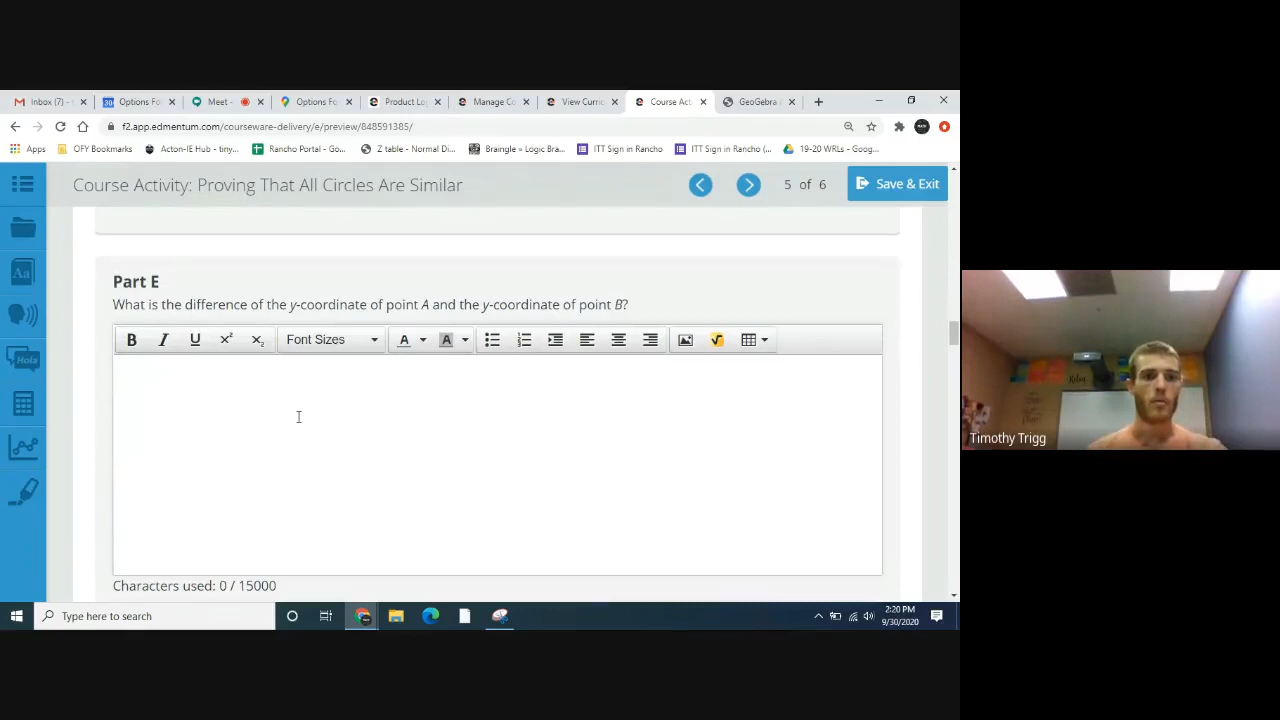 Inbox (7) -
Options Fo
Meet -
Options Fo
Product Lo
Manage Co
View Curric
Course Act
GeoGebra
f2.app.edmentum.com/courseware-delivery/e/preview/848591385/
Apps
OFY Bookmarks
Acton-IE Hub - tiny...
Rancho Portal - Go...
Z table - Normal Di...
Braingle » Logic Bra...
ITT Sign in Rancho
ITT Sign in Rancho (...
19-20 WRLs - Goog...
Course Activity: Proving That All Circles Are Similar
5 of 6
Save & Exit
Aa
Hola
Part E
What is the difference of the y-coordinate of point A and the y-coordinate of point B?
B I U x² x₂ Font Sizes A A
Characters used: 0 / 15000
Timothy Trigg
Type here to search
2:20 PM
9/30/2020